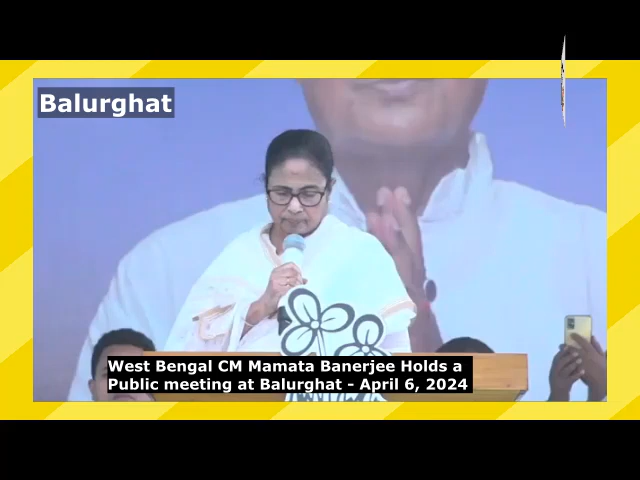 Balurghat
West Bengal CM Mamata Banerjee Holds a
Public meeting at Balurghat - April 6, 2024